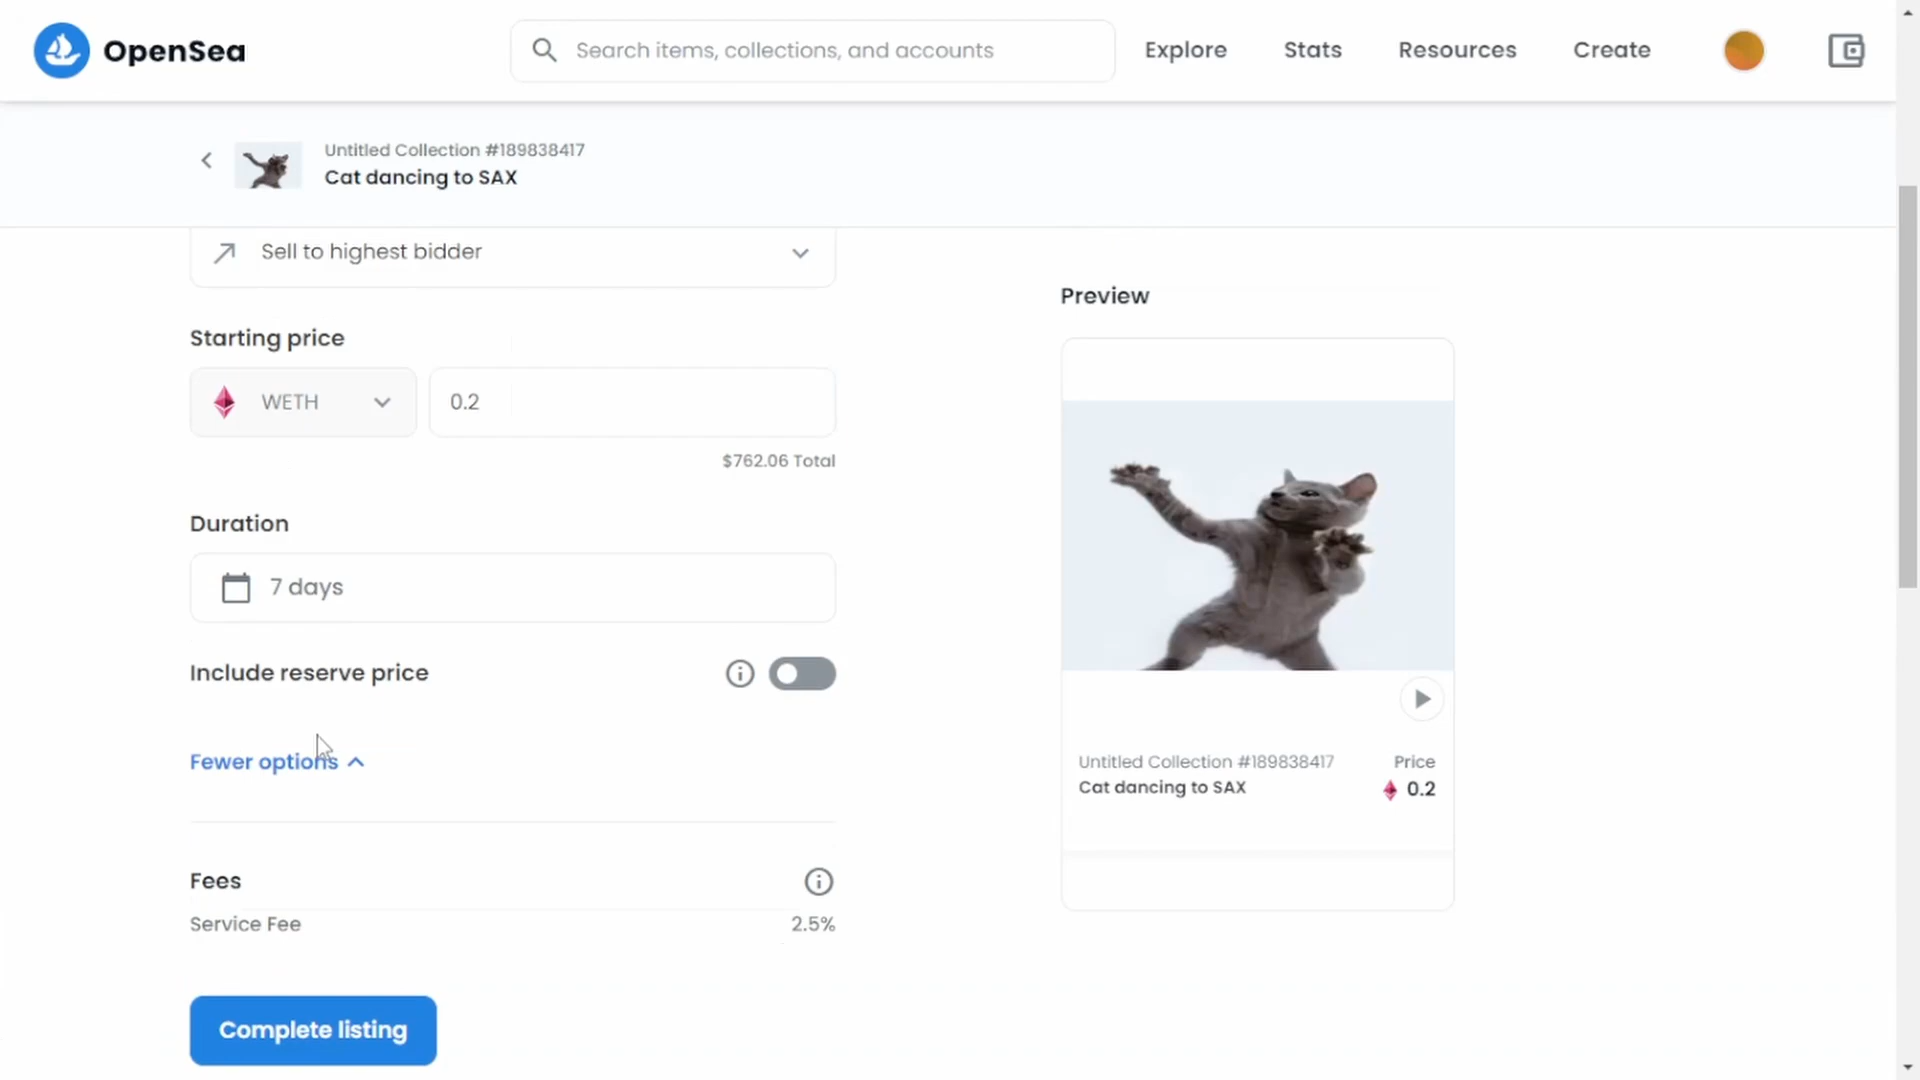 OpenSea
Search items, collections, and accounts
Explore
Stats
Resources
Create
Untitled Collection #189838417
Cat dancing to SAX
Sell to highest bidder
Starting price
WETH
0.2
$762.06 Total
Duration
7 days
Include reserve price
Fewer options
Fees
Service Fee
2.5%
Complete listing
Preview
Untitled Collection #189838417
Price
Cat dancing to SAX
0.2